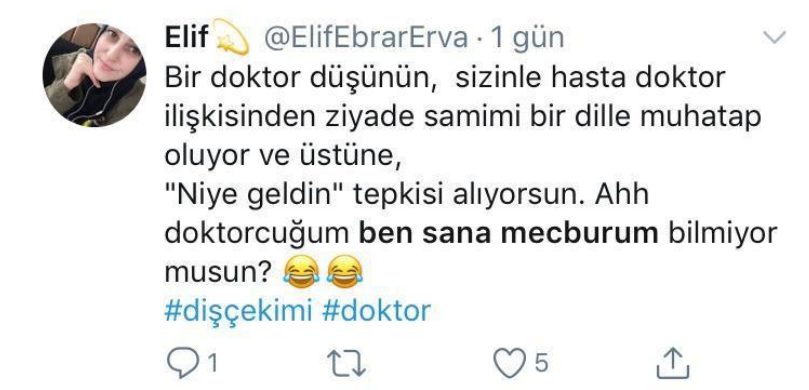 Elif💫 @ElifEbrarErva · 1 gün
Bir doktor düşünün, sizinle hasta doktor
ilişkisinden ziyade samimi bir dille muhatap
oluyor ve üstüne,
"Niye geldin" tepkisi alıyorsun. Ahh
doktorcuğum ben sana mecburum bilmiyor
musun? 😂😂
#dişçekimi #doktor
1 5